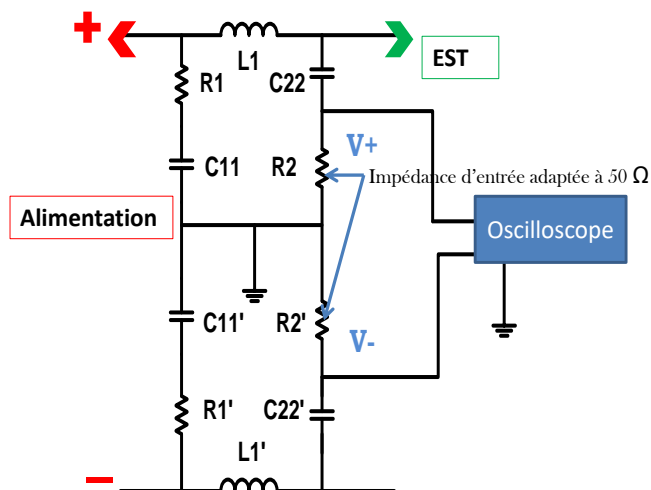 +
L1
EST
R1
C22
V+
C11
R2
Impédance d'entrée adaptée à 50 Ω
Alimentation
Oscilloscope
C11'
R2'
V-
R1'
C22'
L1'
−